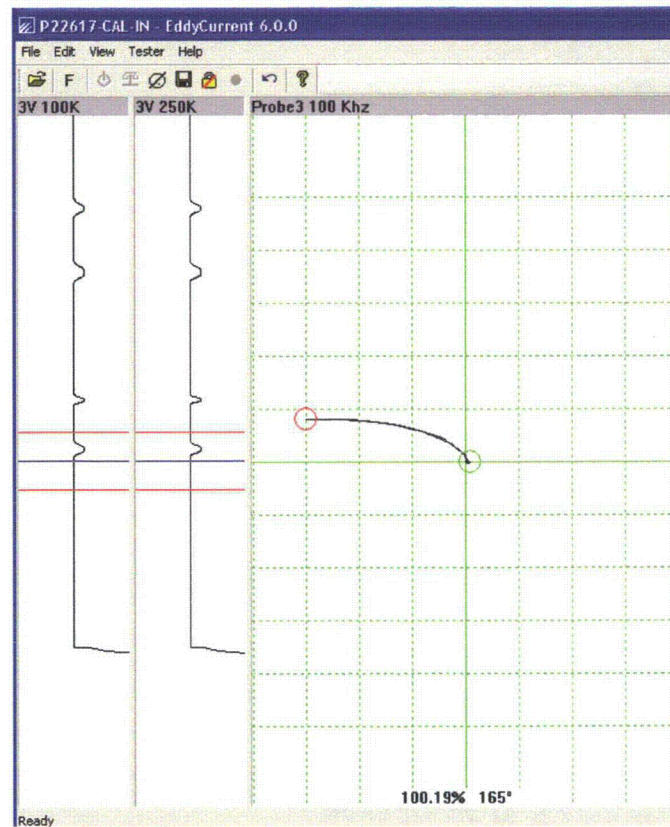 P22617-CAL-IN - EddyCurrent 6.0.0
File Edit View Tester Help
F
3V 100K 3V 250K Probe3 100 Khz
100.19% 165°
Ready